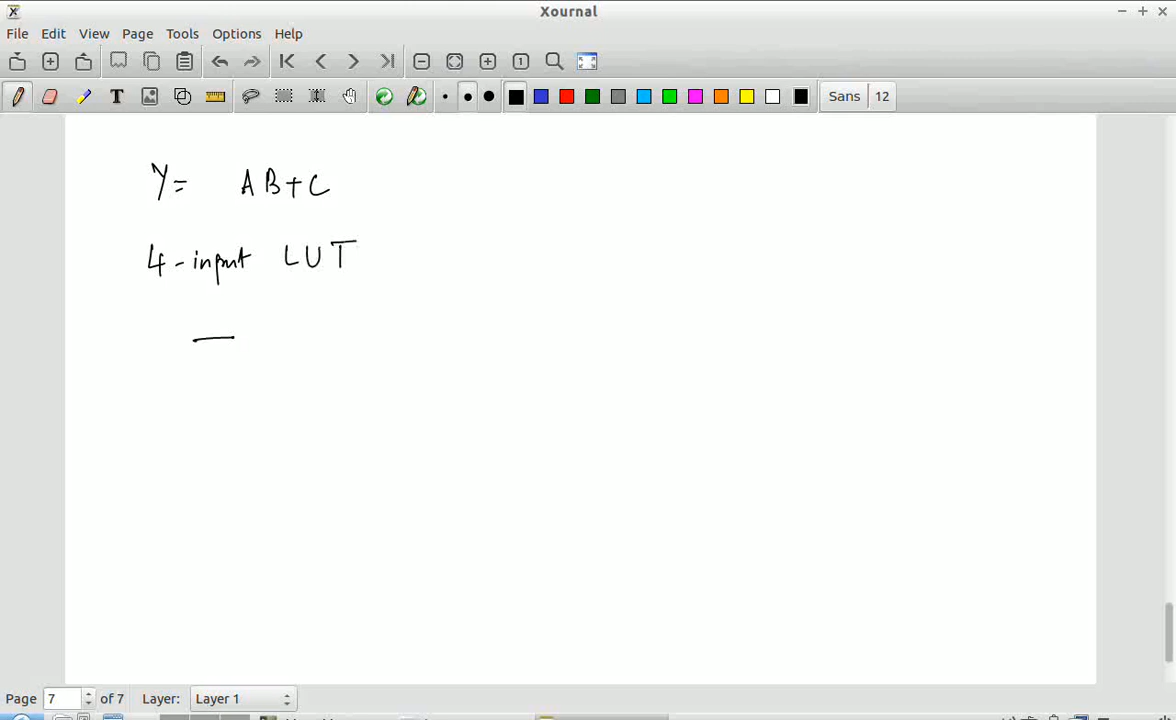 Xournal
File Edit View Page Tools Options Help
Sans 12
Y= AB+C
4-input LUT
Page 7 of 7 Layer: Layer 1